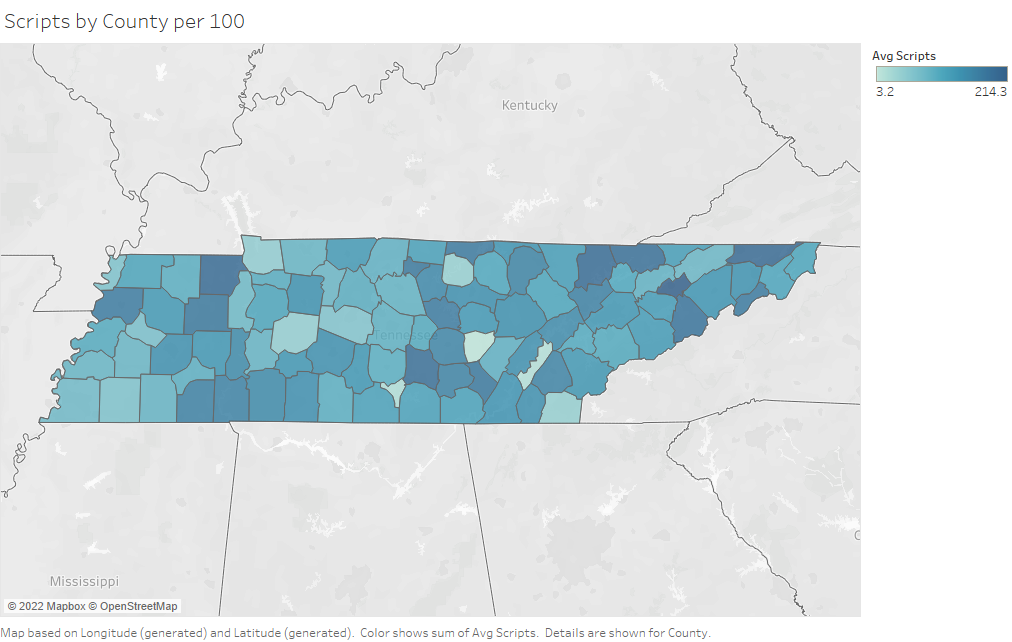 Scripts by County per 100
Avg Scripts
3.2 214.3
Kentucky
Tennessee
Mississippi
© 2022 Mapbox © OpenStreetMap
Map based on Longitude (generated) and Latitude (generated). Color shows sum of Avg Scripts. Details are shown for County.